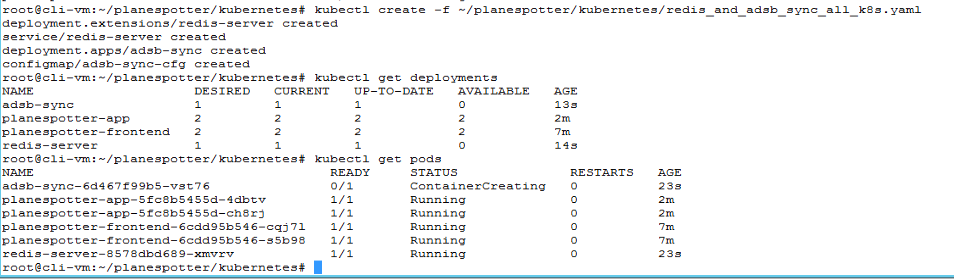 root@cli-vm:~/planespotter/kubernetes# kubectl create -f ~/planespotter/kubernetes/redis_and_adsb_sync_all_k8s.yaml
deployment.extensions/redis-server created
service/redis-server created
deployment.apps/adsb-sync created
configmap/adsb-sync-cfg created
root@cli-vm:~/planespotter/kubernetes# kubectl get deployments
NAME DESIRED CURRENT UP-TO-DATE AVAILABLE AGE
adsb-sync 1 1 1 0 13s
planespotter-app 2 2 2 2 2m
planespotter-frontend 2 2 2 2 7m
redis-server 1 1 1 0 14s
root@cli-vm:~/planespotter/kubernetes# kubectl get pods
NAME READY STATUS RESTARTS AGE
adsb-sync-6d467f99b5-vst76 0/1 ContainerCreating 0 23s
planespotter-app-5fc8b5455d-4dbtv 1/1 Running 0 2m
planespotter-app-5fc8b5455d-ch8rj 1/1 Running 0 2m
planespotter-frontend-6cdd95b546-cqj7l 1/1 Running 0 7m
planespotter-frontend-6cdd95b546-s5b98 1/1 Running 0 7m
redis-server-8578dbd689-xmvrv 1/1 Running 0 23s
root@cli-vm:~/planespotter/kubernetes#